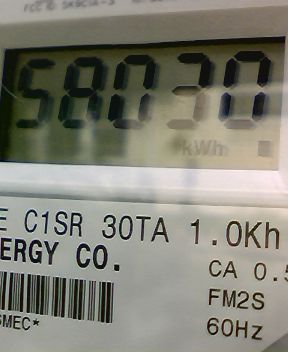 58030
kWh
E C1SR 30TA 1.0Kh
ERGY CO.
CA 0.5
FM2S
SMEC*
60Hz